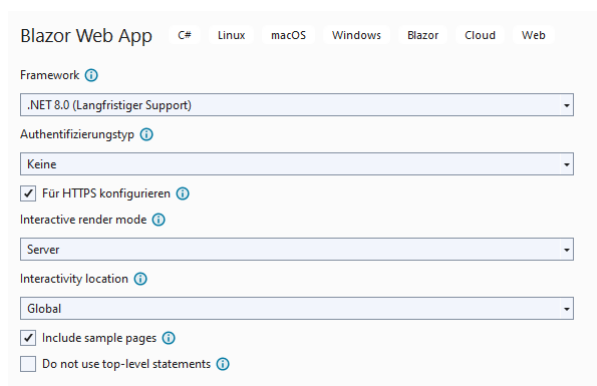 Blazor Web App C# Linux macOS Windows Blazor Cloud Web
Framework
.NET 8.0 (Langfristiger Support)
Authentifizierungstyp
Keine
Für HTTPS konfigurieren
Interactive render mode
Server
Interactivity location
Global
Include sample pages
Do not use top-level statements